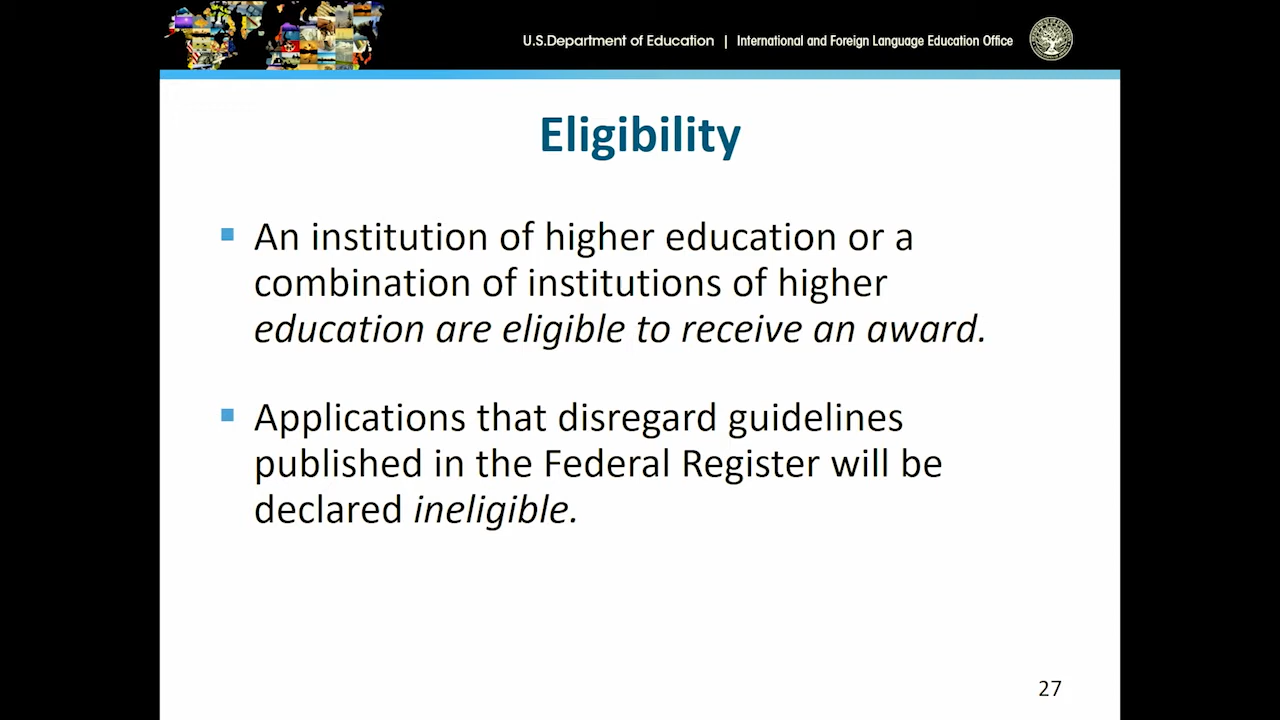 U.S.Department of Education | International and Foreign Language Education Office
Eligibility
▪ An institution of higher education or a
combination of institutions of higher
education are eligible to receive an award.
▪ Applications that disregard guidelines
published in the Federal Register will be
declared ineligible.
27